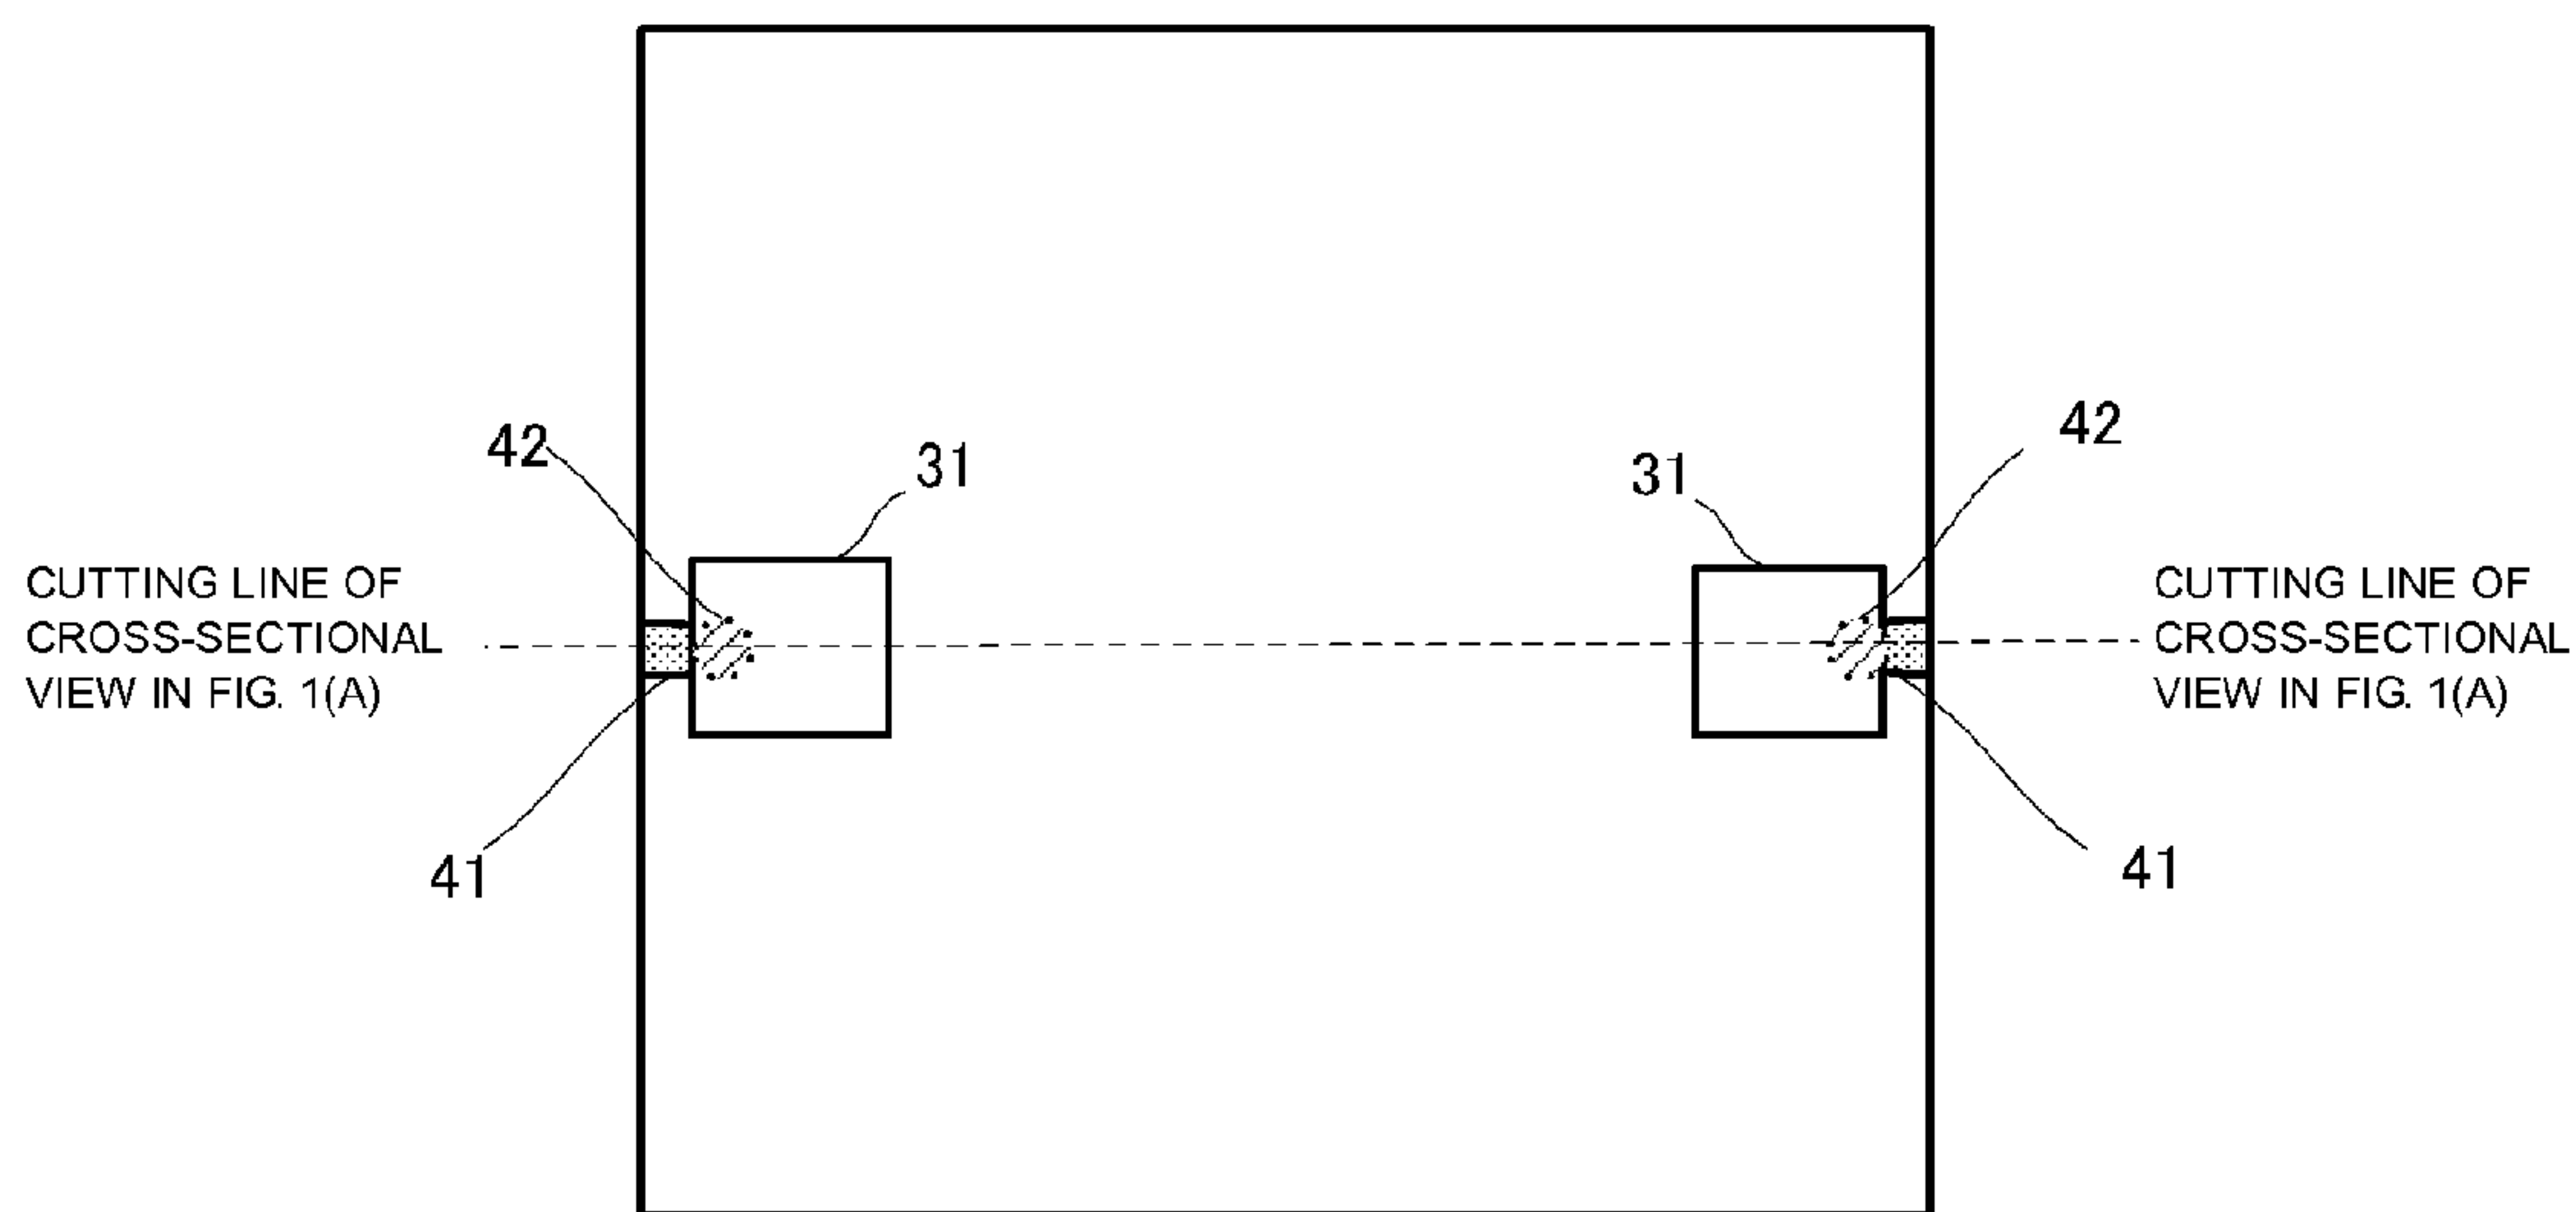 42
31
31
42
CUTTING LINE OF
CROSS-SECTIONAL
VIEW IN FIG. 1(A)
CUTTING LINE OF
CROSS-SECTIONAL
VIEW IN FIG. 1(A)
41
41